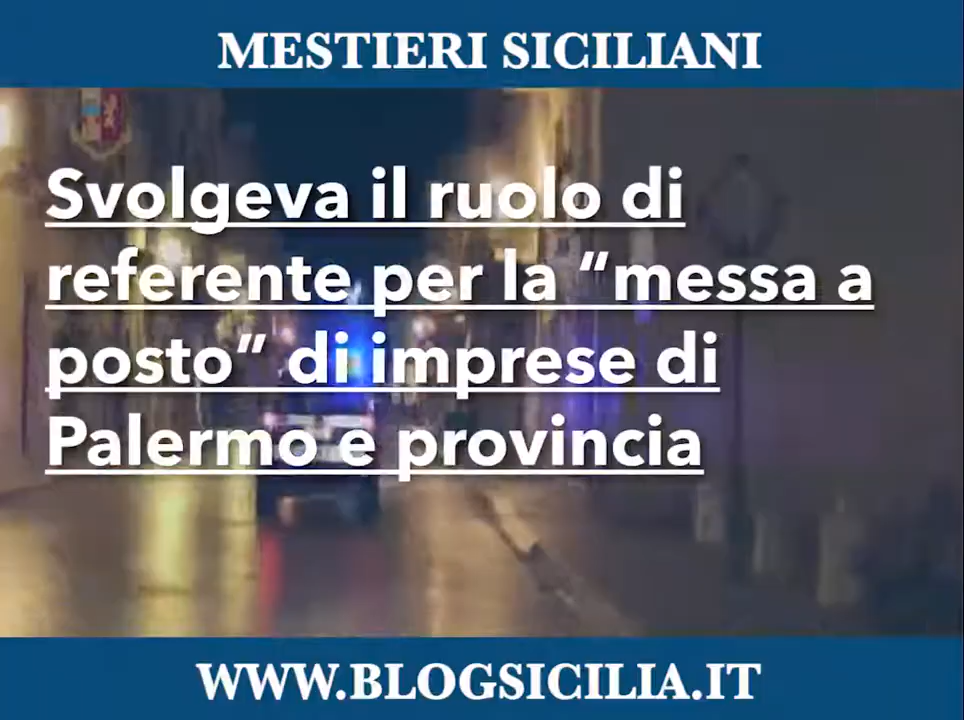 MESTIERI SICILIANI
Svolgeva il ruolo di
referente per la “messa a
posto” di imprese di
Palermo e provincia
WWW.BLOGSICILIA.IT